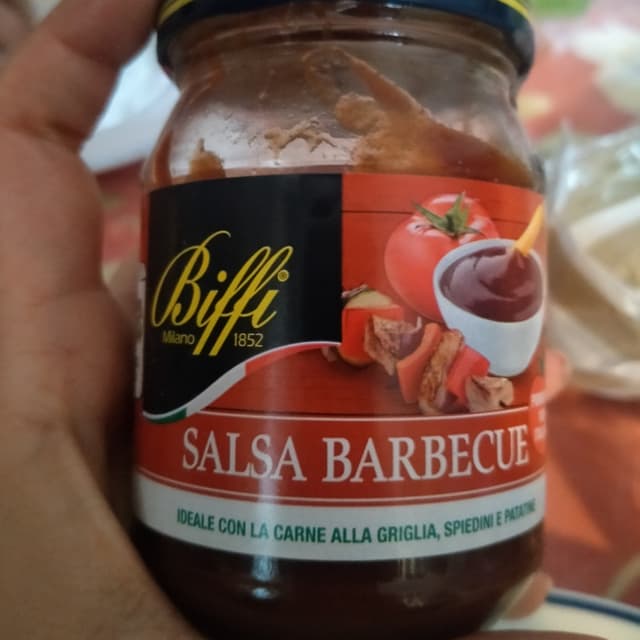 Biffi®
Milano 1852
SALSA BARBECUE
IDEALE CON LA CARNE ALLA GRIGLIA, SPIEDINI E PATATINE